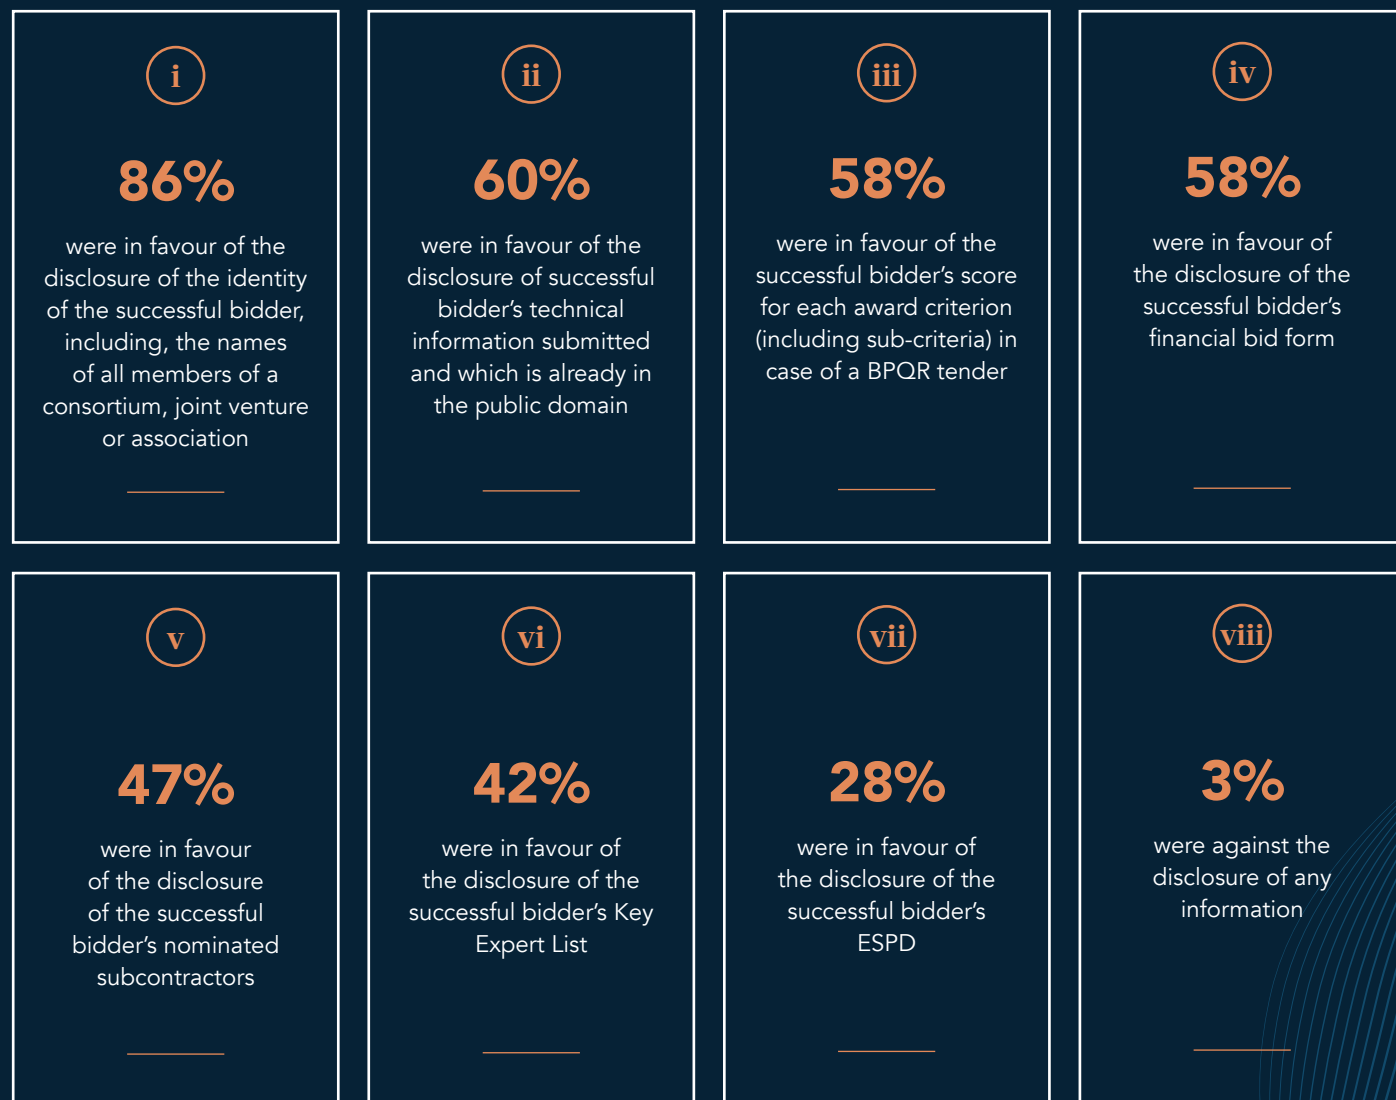 i
86%
were in favour of the
disclosure of the identity
of the successful bidder,
including, the names
of all members of a
consortium, joint venture
or association
ii
60%
were in favour of the
disclosure of successful
bidder’s technical
information submitted
and which is already in
the public domain
iii
58%
were in favour of the
successful bidder’s score
for each award criterion
(including sub-criteria) in
case of a BPQR tender
iv
58%
were in favour of
the disclosure of the
successful bidder’s
financial bid form
v
47%
were in favour
of the disclosure
of the successful
bidder’s nominated
subcontractors
vi
42%
were in favour of
the disclosure of the
successful bidder’s Key
Expert List
vii
28%
were in favour of
the disclosure of the
successful bidder’s
ESPD
viii
3%
were against the
disclosure of any
information